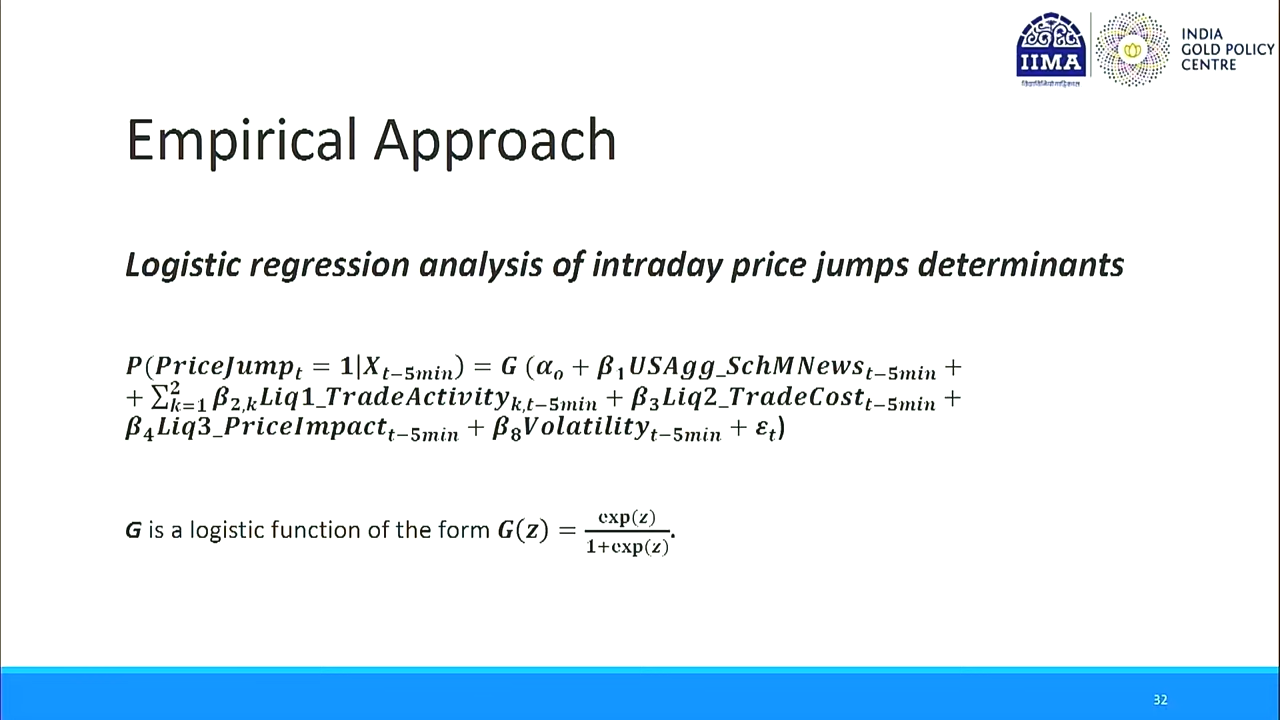 IIMA
INDIA
GOLD POLICY
CENTRE
Empirical Approach
Logistic regression analysis of intraday price jumps determinants
P(PriceJump_t = 1|X_{t−5min}) = G (α_o + β_1USAgg_SchMNews_{t−5min} +
+ ∑_{k=1}^{2} β_{2,k}Liq1_TradeActivity_{k,t−5min} + β_3Liq2_TradeCost_{t−5min} +
β_4Liq3_PriceImpact_{t−5min} + β_8Volatility_{t−5min} + ε_t)
G is a logistic function of the form G(z) = exp(z)/1+exp(z).
32